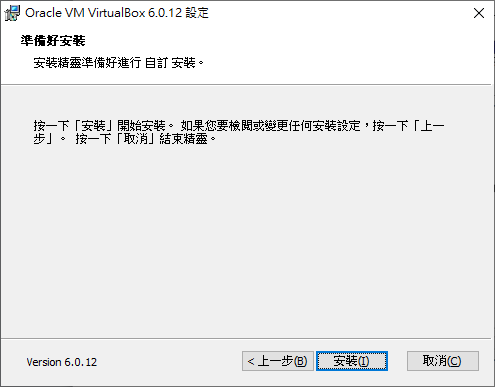 Oracle VM VirtualBox 6.0.12 設定
準備好安裝
安裝精靈準備好進行 自訂 安裝。
按一下「安裝」開始安裝。 如果您要檢閱或變更任何安裝設定，按一下「上一
步」。 按一下「取消」結束精靈。
Version 6.0.12
< 上一步(B)
安裝(I)
取消(C)